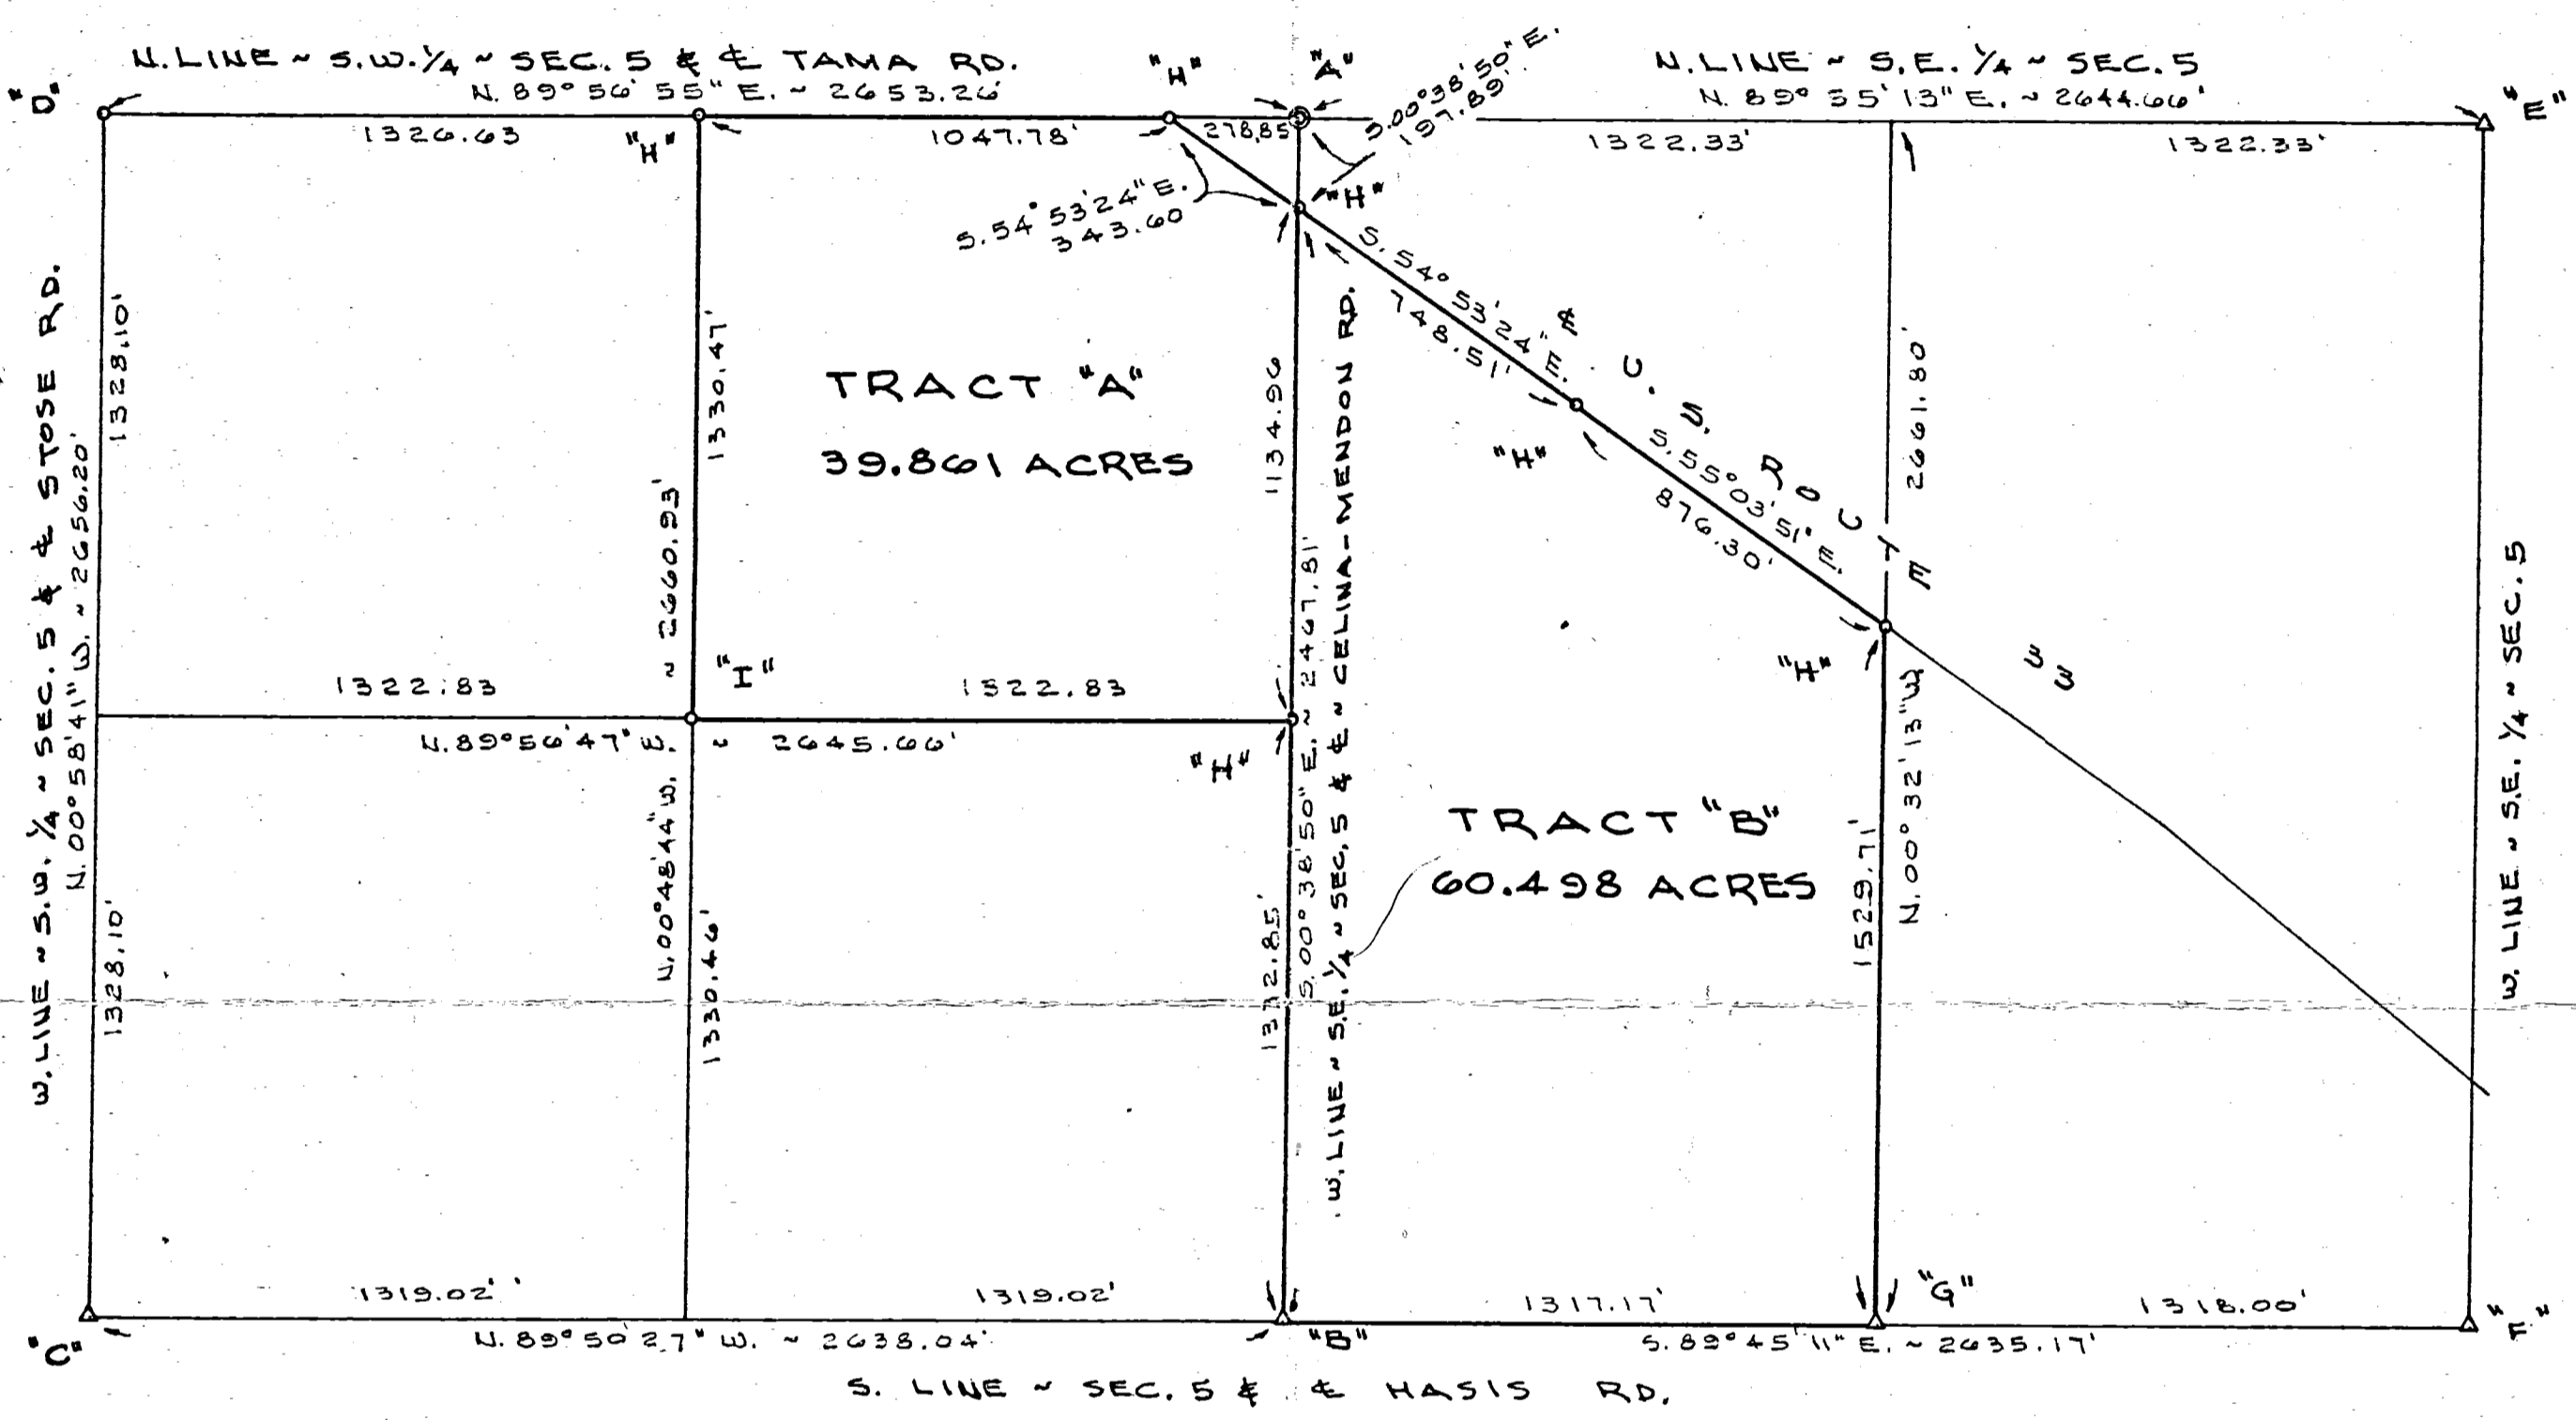 N. LINE ~ S.W. ¼ ~ SEC. 5 & ℄ TAMA RD.
N. 89° 56' 55" E. ~ 2653.26'
"H"
"A"
S.00°38'50" E.
197.89'
N. LINE ~ S.E. ¼ ~ SEC. 5
N. 89° 55' 13" E. ~ 2644.66'
"D"
"E"
1326.63
"H"
1047.78'
278.85
1322.33'
1322.33'
S.54°53'24" E.
343.60
"H"
W. LINE ~ S.W. ¼ ~ SEC. 5 & ℄ STOSE RD.
N. 00° 58' 41" W. ~ 2656.20'
1328.10'
1330.47'
TRACT "A"
39.861 ACRES
1134.96
S. 54° 53' 24" E.
748.51'
℄ U.S. ROUTE 33
"H"
S. 55° 03' 51" E.
876.30'
2661.80'
"H"
N.00°48'44" W. ~ 2660.93'
"I"
1322.83
1322.83
N.89°56'47" W. ~ 2645.66'
"I"
S.00°38'50" E. ~ 2467.81'
W. LINE ~ S.E. ¼ ~ SEC. 5 & ℄ ~ CELINA-MENDON RD.
TRACT "B"
60.498 ACRES
1529.71'
N. 00° 32' 13" W.
W. LINE ~ S.E. ¼ ~ SEC. 5
1328.10'
1330.46'
1332.85'
1319.02'
1319.02'
1317.17'
"G"
1318.00'
"C"
N. 89° 50' 27" W. ~ 2638.04'
"B"
S. 89° 45' 11" E. ~ 2635.17'
"F"
S. LINE ~ SEC. 5 & ℄ HASIS RD.